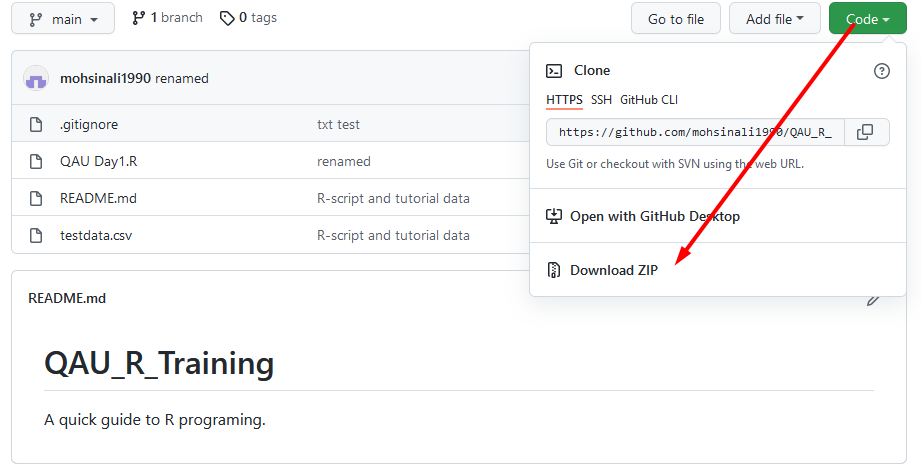 main
1 branch
0 tags
Go to file
Add file
Code
mohsinali1990 renamed
.gitignore txt test
QAU Day1.R renamed
README.md R-script and tutorial data
testdata.csv R-script and tutorial data
Clone
HTTPS SSH GitHub CLI
https://github.com/mohsinali1990/QAU_R_
Use Git or checkout with SVN using the web URL.
Open with GitHub Desktop
Download ZIP
README.md
QAU_R_Training
A quick guide to R programing.